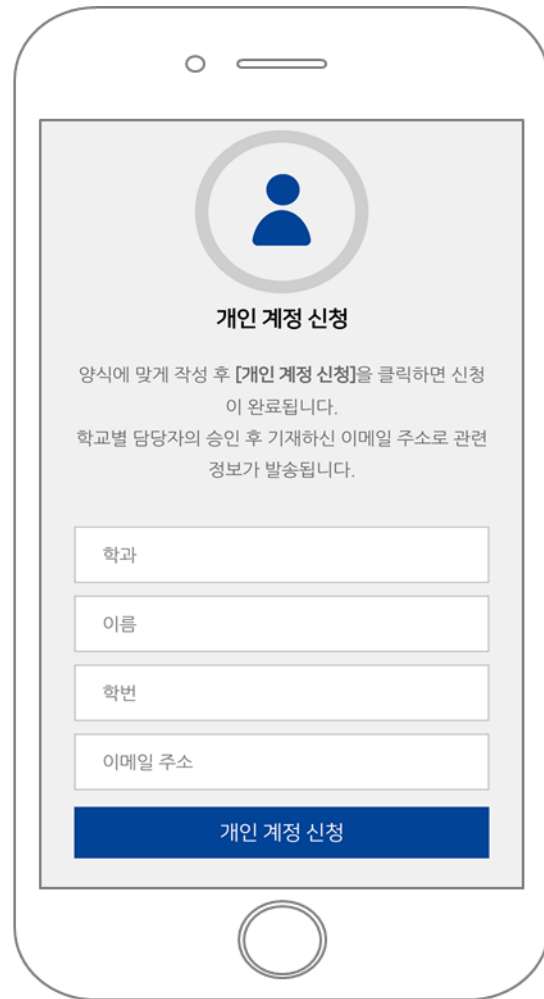 개인 계정 신청
양식에 맞게 작성 후 [개인 계정 신청]을 클릭하면 신청
이 완료됩니다.
학교별 담당자의 승인 후 기재하신 이메일 주소로 관련
정보가 발송됩니다.
학과
이름
학번
이메일 주소
개인 계정 신청